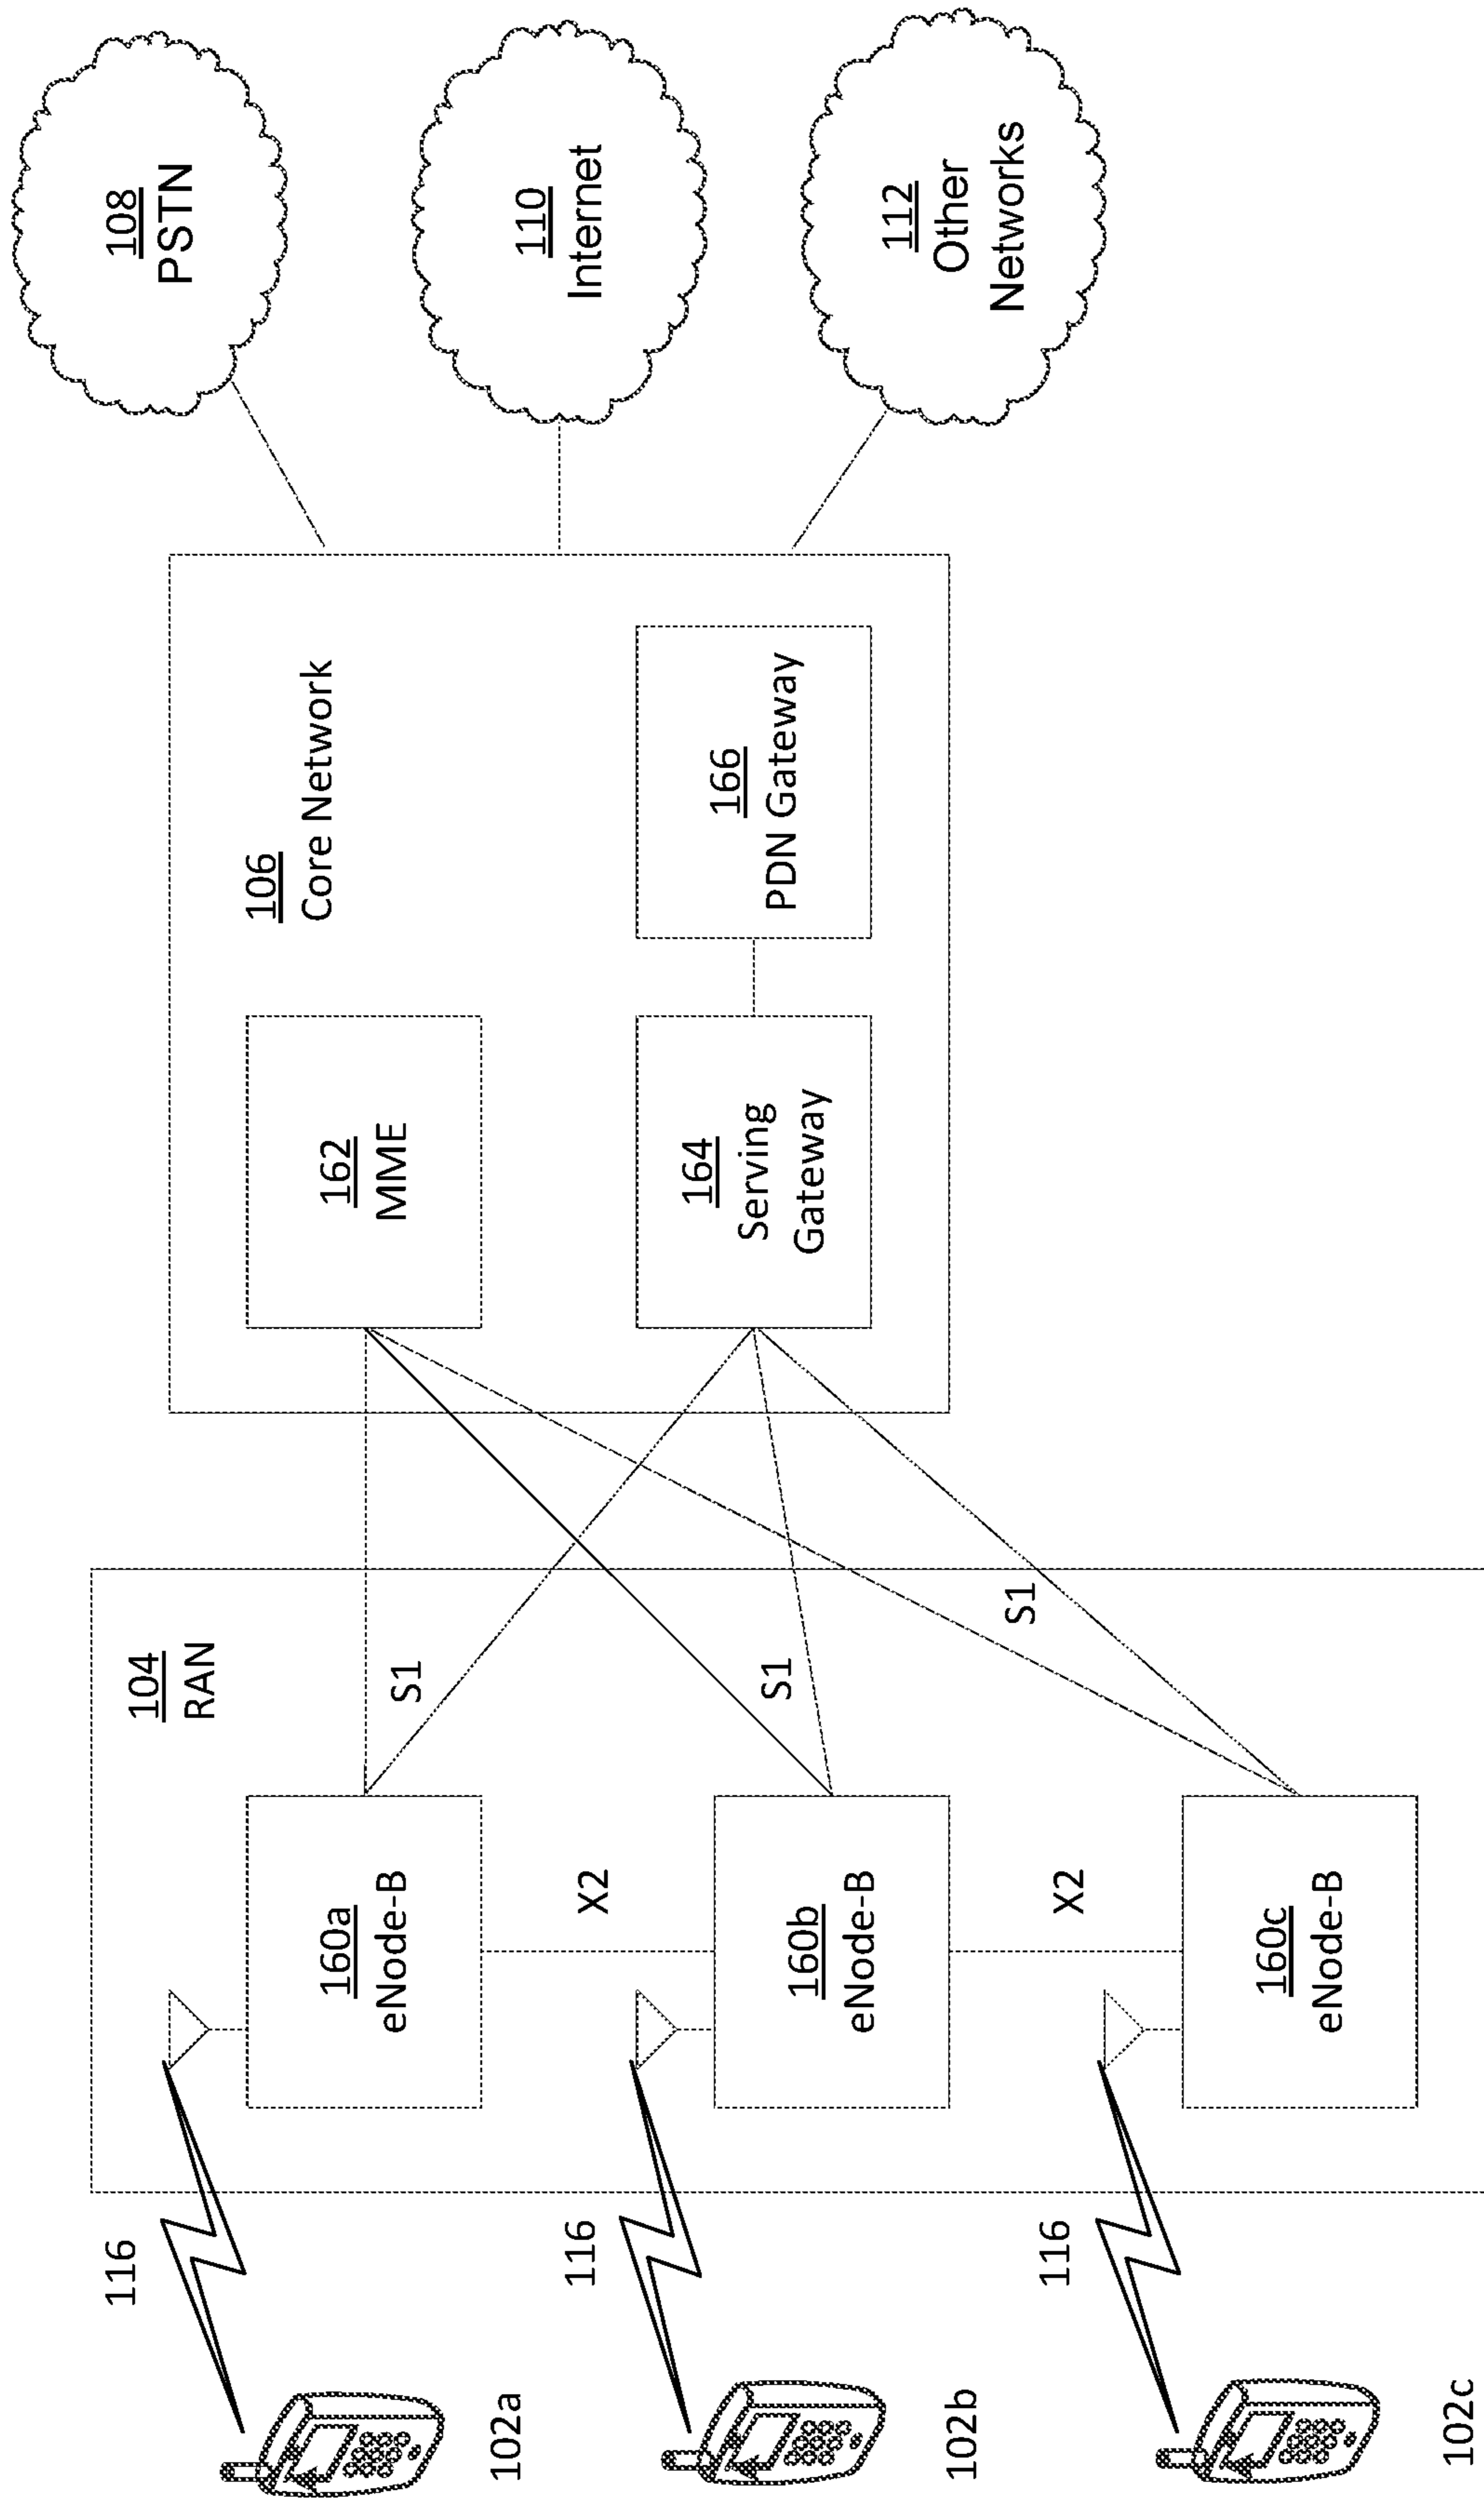 104
RAN
116
160a
eNode-B
102a
S1
X2
116
160b
eNode-B
102b
S1
X2
116
160c
eNode-B
102c
S1
106
Core Network
162
MME
164
Serving
Gateway
166
PDN Gateway
108
PSTN
110
Internet
112
Other
Networks